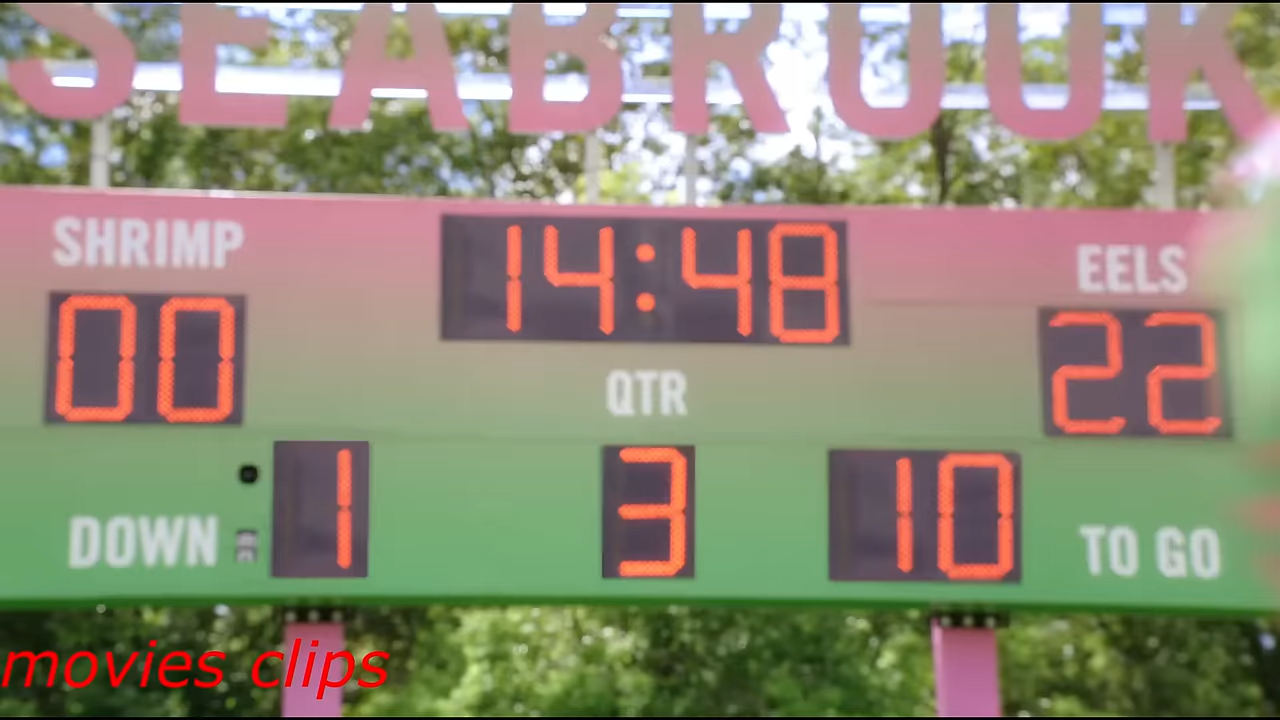 SEABROOK
SHRIMP 14:48 EELS
00 QTR 22
DOWN 1 3 10 TO GO
movies clips